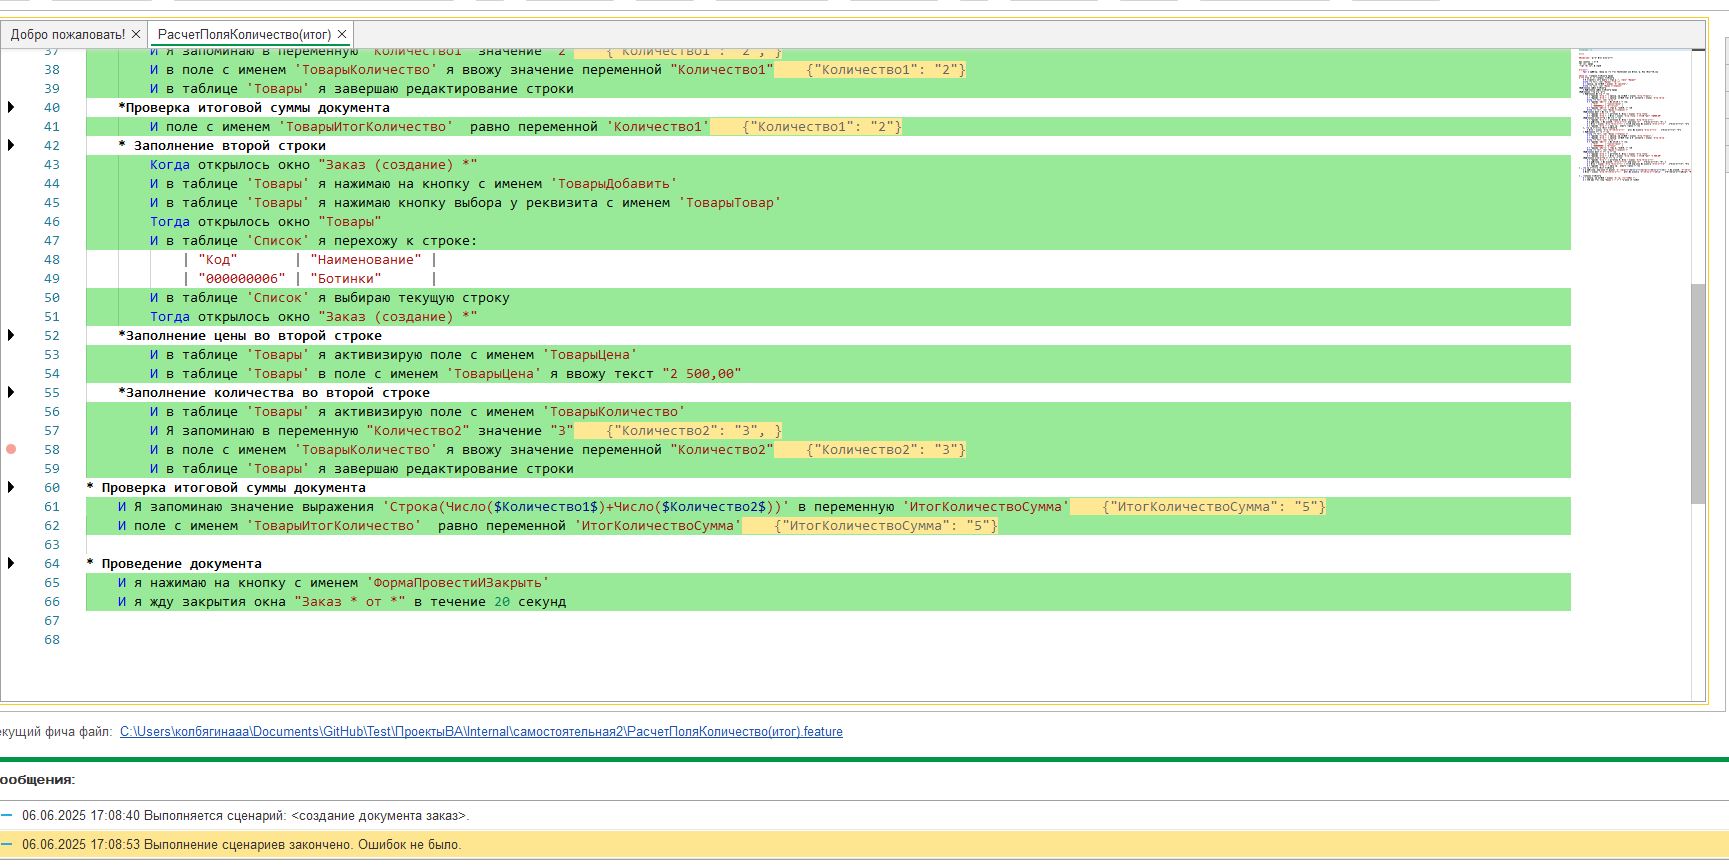 Добро пожаловать! ×
РасчетПоляКоличество(итог) ×
37 И Я запоминаю в переменную "Количество1" значение "2" {"Количество1": "2", }
38 И в поле с именем 'ТоварыКоличество' я ввожу значение переменной "Количество1" {"Количество1": "2"}
39 И в таблице 'Товары' я завершаю редактирование строки
40 *Проверка итоговой суммы документа
41 И поле с именем 'ТоварыИтогКоличество' равно переменной 'Количество1' {"Количество1": "2"}
42 * Заполнение второй строки
43 Когда открылось окно "Заказ (создание) *"
44 И в таблице 'Товары' я нажимаю на кнопку с именем 'ТоварыДобавить'
45 И в таблице 'Товары' я нажимаю кнопку выбора у реквизита с именем 'ТоварыТовар'
46 Тогда открылось окно "Товары"
47 И в таблице 'Список' я перехожу к строке:
48 | "Код" | "Наименование" |
49 | "000000006" | "Ботинки" |
50 И в таблице 'Список' я выбираю текущую строку
51 Тогда открылось окно "Заказ (создание) *"
52 *Заполнение цены во второй строке
53 И в таблице 'Товары' я активизирую поле с именем 'ТоварыЦена'
54 И в таблице 'Товары' в поле с именем 'ТоварыЦена' я ввожу текст "2 500,00"
55 *Заполнение количества во второй строке
56 И в таблице 'Товары' я активизирую поле с именем 'ТоварыКоличество'
57 И Я запоминаю в переменную "Количество2" значение "3" {"Количество2": "3", }
58 И в поле с именем 'ТоварыКоличество' я ввожу значение переменной "Количество2" {"Количество2": "3"}
59 И в таблице 'Товары' я завершаю редактирование строки
60 * Проверка итоговой суммы документа
61 И Я запоминаю значение выражения 'Строка(Число($Количество1$)+Число($Количество2$))' в переменную 'ИтогКоличествоСумма' {"ИтогКоличествоСумма": "5"}
62 И поле с именем 'ТоварыИтогКоличество' равно переменной 'ИтогКоличествоСумма' {"ИтогКоличествоСумма": "5"}
63
64 * Проведение документа
65 И я нажимаю на кнопку с именем 'ФормаПровестиИЗакрыть'
66 И я жду закрытия окна "Заказ * от *" в течение 20 секунд
67
68
екущий фича файл: C:\Users\колбягинааа\Documents\GitHub\Test\ПроектыВА\Internal\самостоятельная2\РасчетПоляКоличество(итог).feature
ообщения:
06.06.2025 17:08:40 Выполняется сценарий: <создание документа заказ>.
06.06.2025 17:08:53 Выполнение сценариев закончено. Ошибок не было.